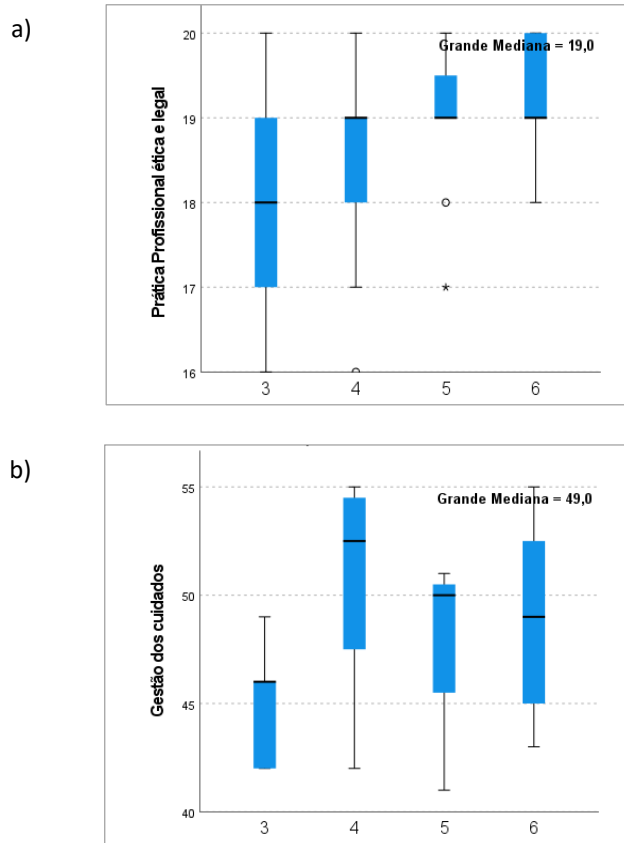 a)
20
Grande Mediana = 19,0
19
18
17
16
Prática Profissional ética e legal
3 4 5 6
b)
55
Grande Mediana = 49,0
50
45
40
Gestão dos cuidados
3 4 5 6